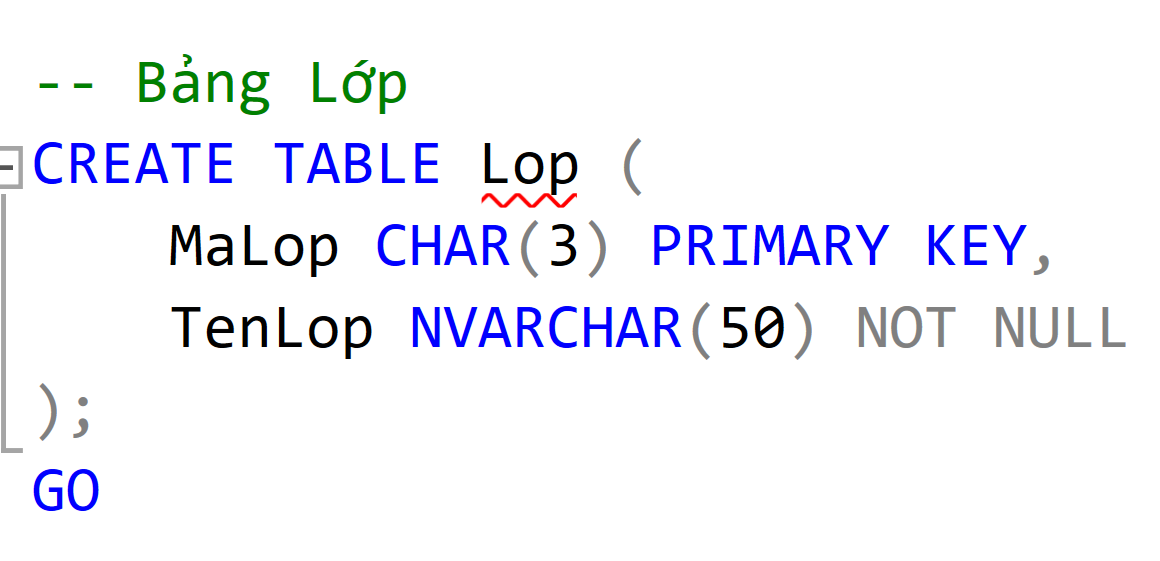 -- Bảng Lớp
CREATE TABLE Lop (
MaLop CHAR(3) PRIMARY KEY,
TenLop NVARCHAR(50) NOT NULL
);
GO